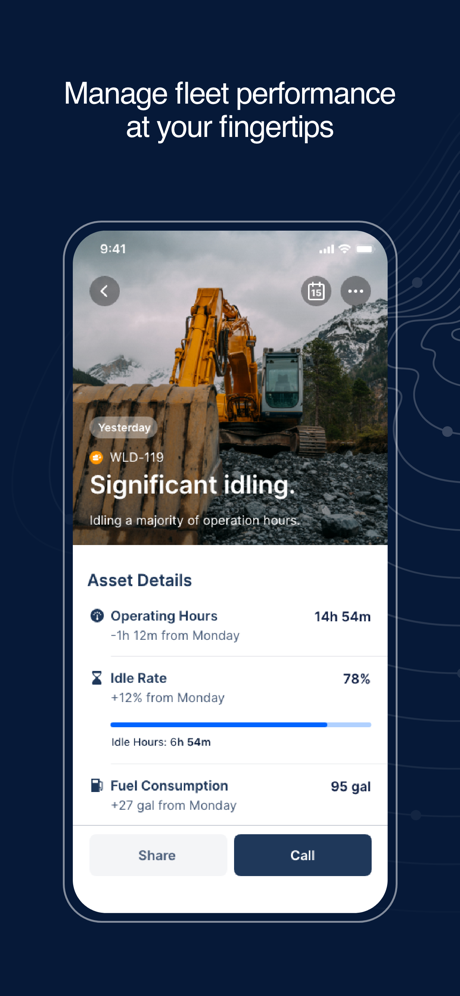 Manage fleet performance
at your fingertips
9:41
15
Yesterday
WLD-119
Significant idling.
Idling a majority of operation hours.
Asset Details
Operating Hours 14h 54m
-1h 12m from Monday
Idle Rate 78%
+12% from Monday
Idle Hours: 6h 54m
Fuel Consumption 95 gal
+27 gal from Monday
Share Call